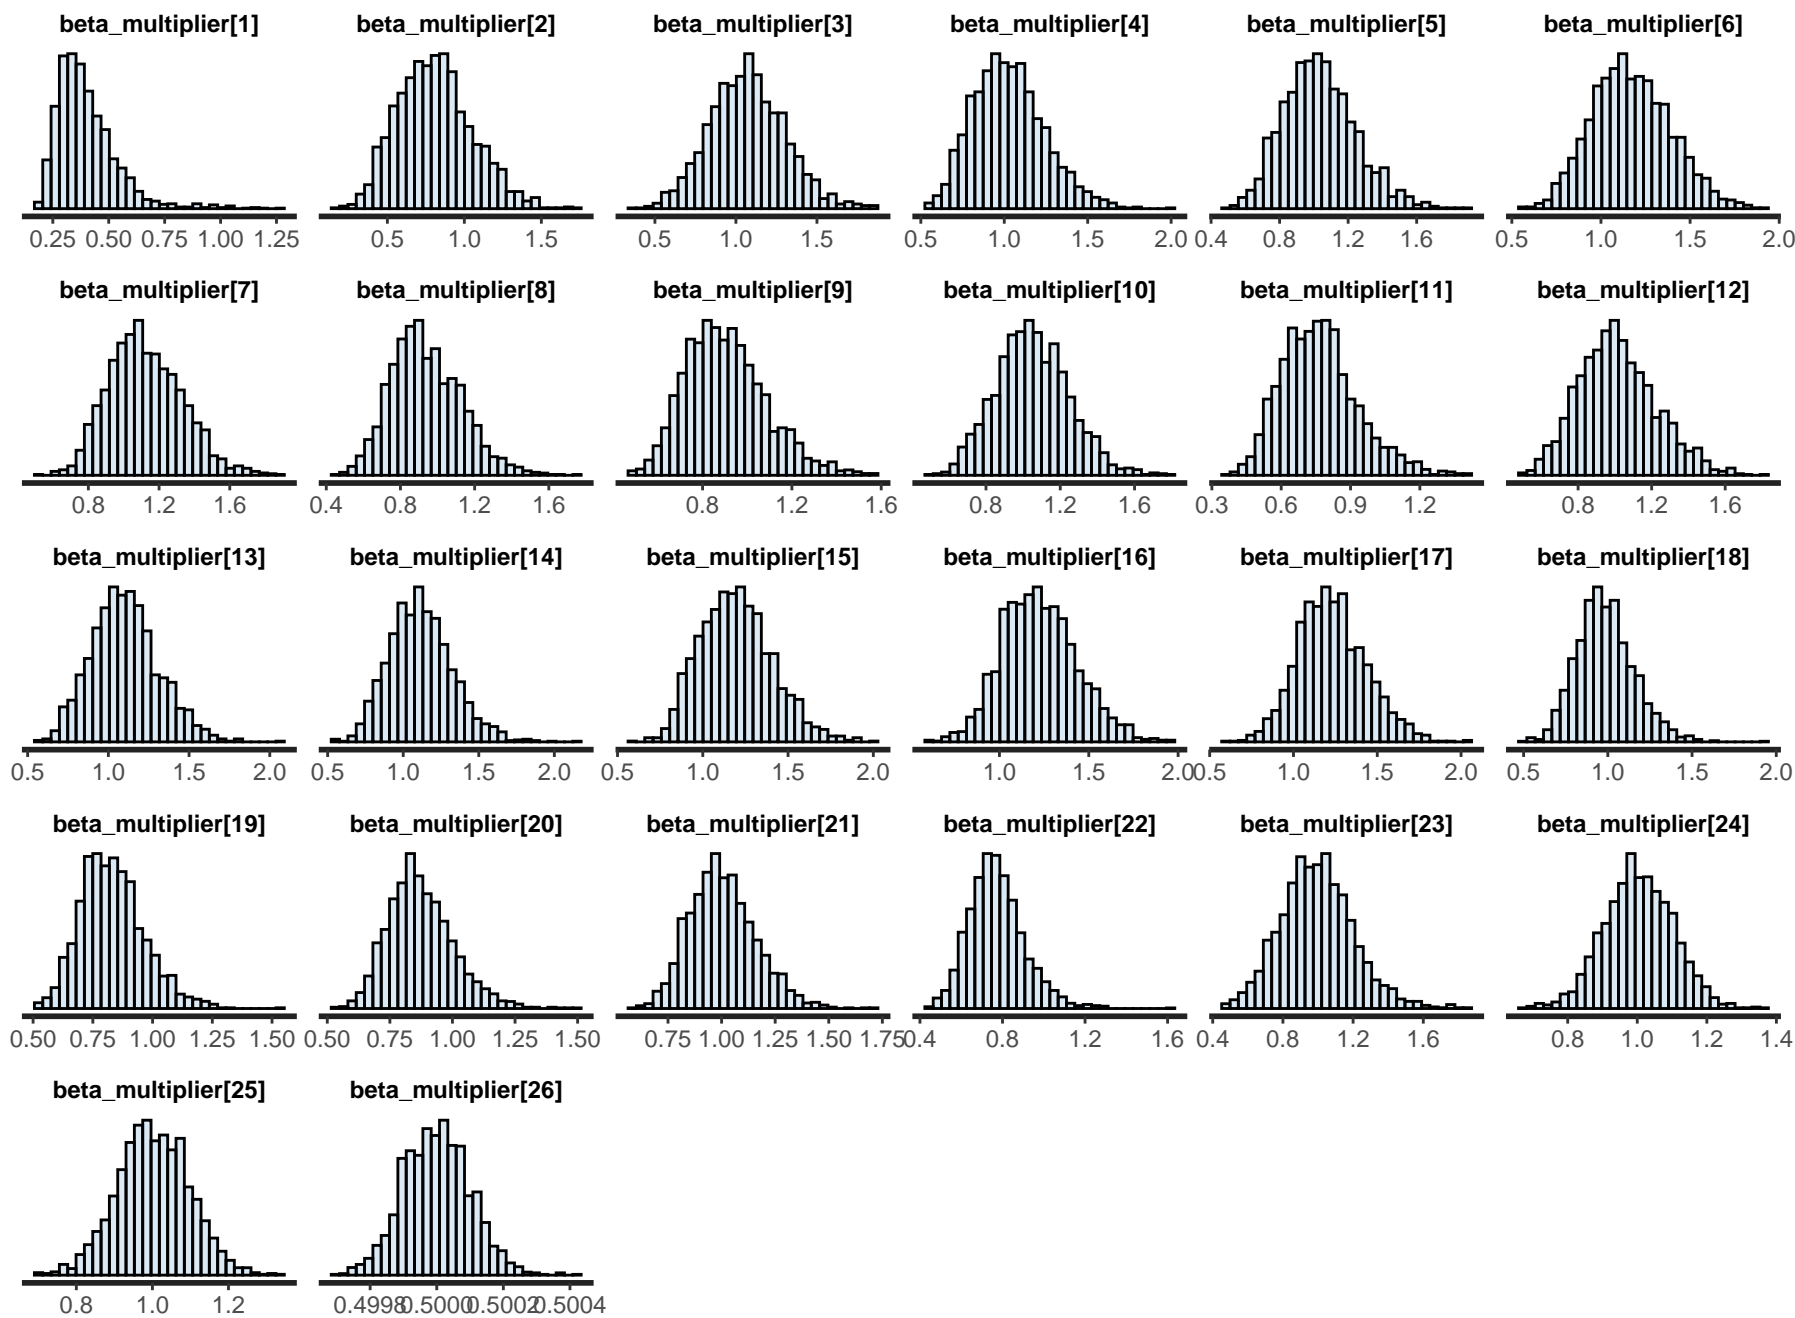 beta_multiplier[1] beta_multiplier[2] beta_multiplier[3] beta_multiplier[4] beta_multiplier[5] beta_multiplier[6]
0.25 0.50 0.75 1.00 1.25 0.5 1.0 1.5 0.5 1.0 1.5 0.5 1.0 1.5 2.0 0.4 0.8 1.2 1.6 0.5 1.0 1.5 2.0
beta_multiplier[7] beta_multiplier[8] beta_multiplier[9] beta_multiplier[10] beta_multiplier[11] beta_multiplier[12]
0.8 1.2 1.6 0.4 0.8 1.2 1.6 0.8 1.2 1.6 0.8 1.2 1.6 0.3 0.6 0.9 1.2 0.8 1.2 1.6
beta_multiplier[13] beta_multiplier[14] beta_multiplier[15] beta_multiplier[16] beta_multiplier[17] beta_multiplier[18]
0.5 1.0 1.5 2.0 0.5 1.0 1.5 2.0 0.5 1.0 1.5 2.0 1.0 1.5 2.0 0.5 1.0 1.5 2.0 0.5 1.0 1.5 2.0
beta_multiplier[19] beta_multiplier[20] beta_multiplier[21] beta_multiplier[22] beta_multiplier[23] beta_multiplier[24]
0.50 0.75 1.00 1.25 1.50 0.50 0.75 1.00 1.25 1.50 0.75 1.00 1.25 1.50 1.75 0.4 0.8 1.2 1.6 0.4 0.8 1.2 1.6 0.8 1.0 1.2 1.4
beta_multiplier[25] beta_multiplier[26]
0.8 1.0 1.2 0.4998 0.5000 0.5002 0.5004